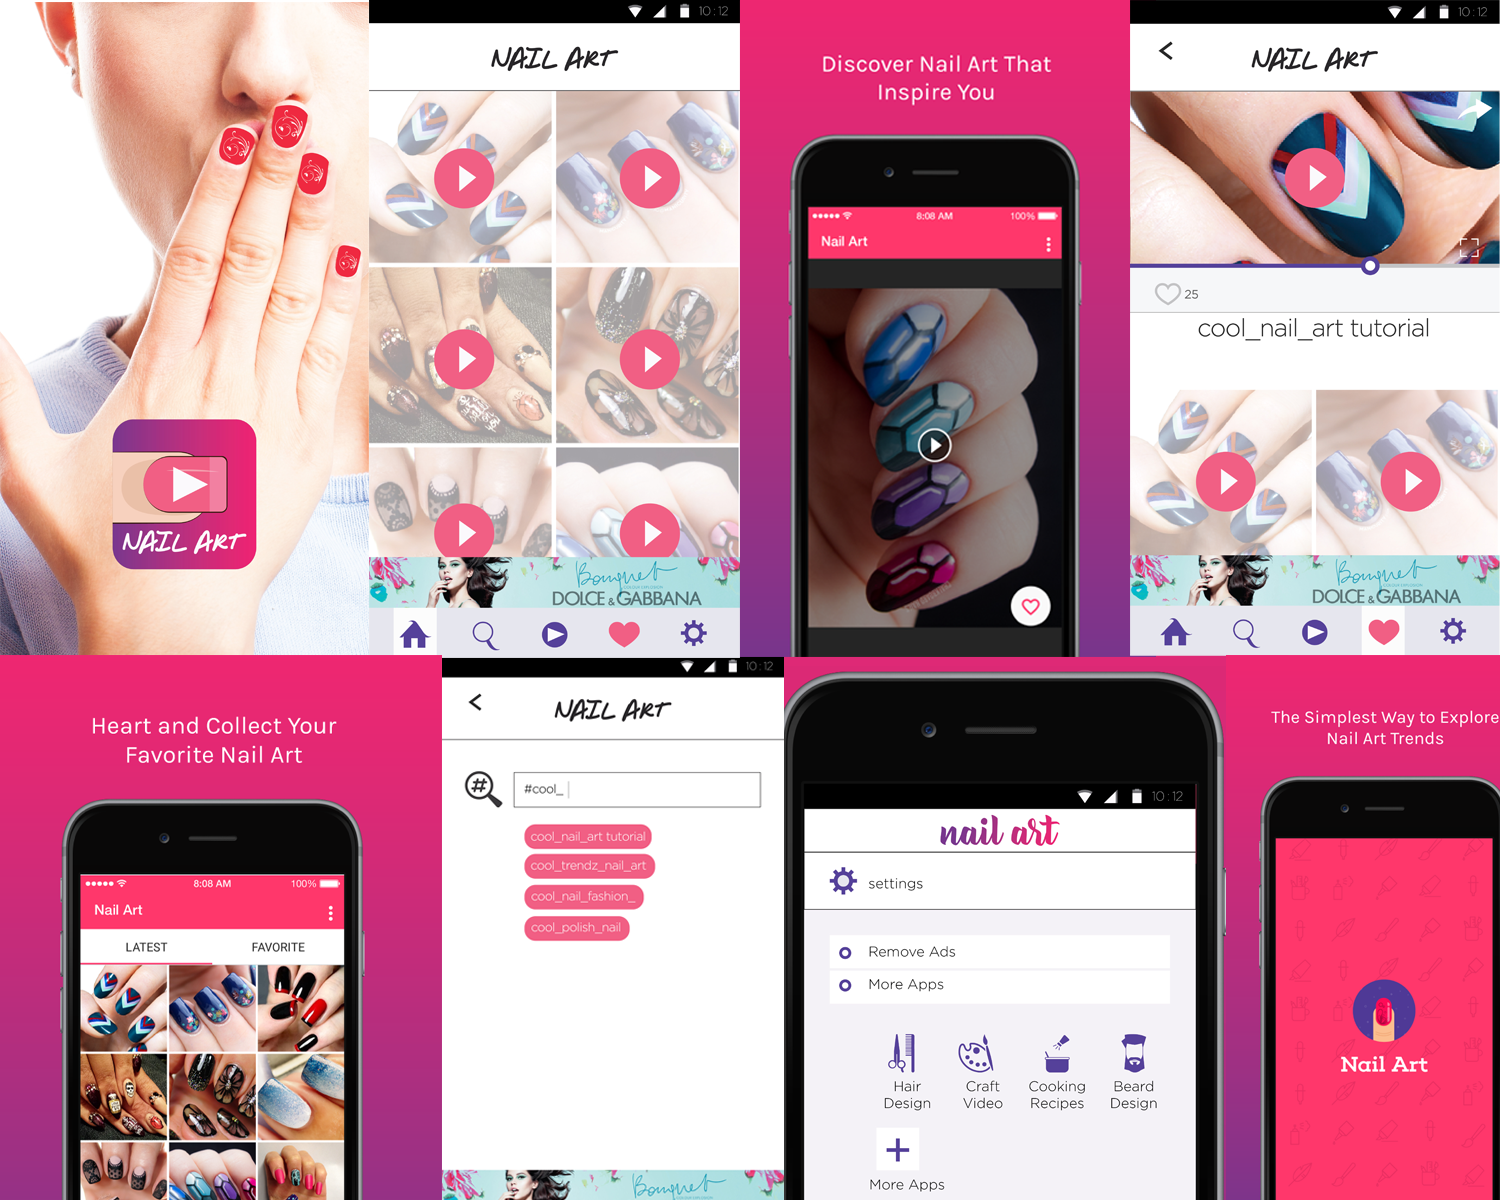 NAIL ART
10:12
NAIL ART
Bouquet
DOLCE & GABBANA
Discover Nail Art That
Inspire You
8:08 AM
100%
Nail Art
10:12
NAIL ART
25
cool_nail_art tutorial
Bouquet
DOLCE & GABBANA
Heart and Collect Your
Favorite Nail Art
8:08 AM
100%
Nail Art
LATEST
FAVORITE
10:12
NAIL ART
#
#cool_
cool_nail_art tutorial
cool_trendz_nail_art
cool_nail_fashion_
cool_polish_nail
Bouquet
10:12
nail art
settings
Remove Ads
More Apps
Hair
Design
Craft
Video
Cooking
Recipes
Beard
Design
More Apps
The Simplest Way to Explore
Nail Art Trends
Nail Art